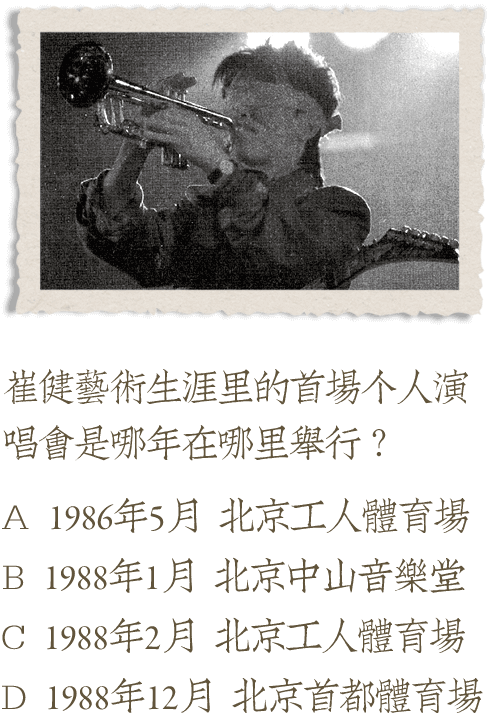 崔健藝術生涯里的首場个人演
唱會是哪年在哪里舉行？
A 1986年5月 北京工人體育場
B 1988年1月 北京中山音樂堂
C 1988年2月 北京工人體育場
D 1988年12月 北京首都體育場